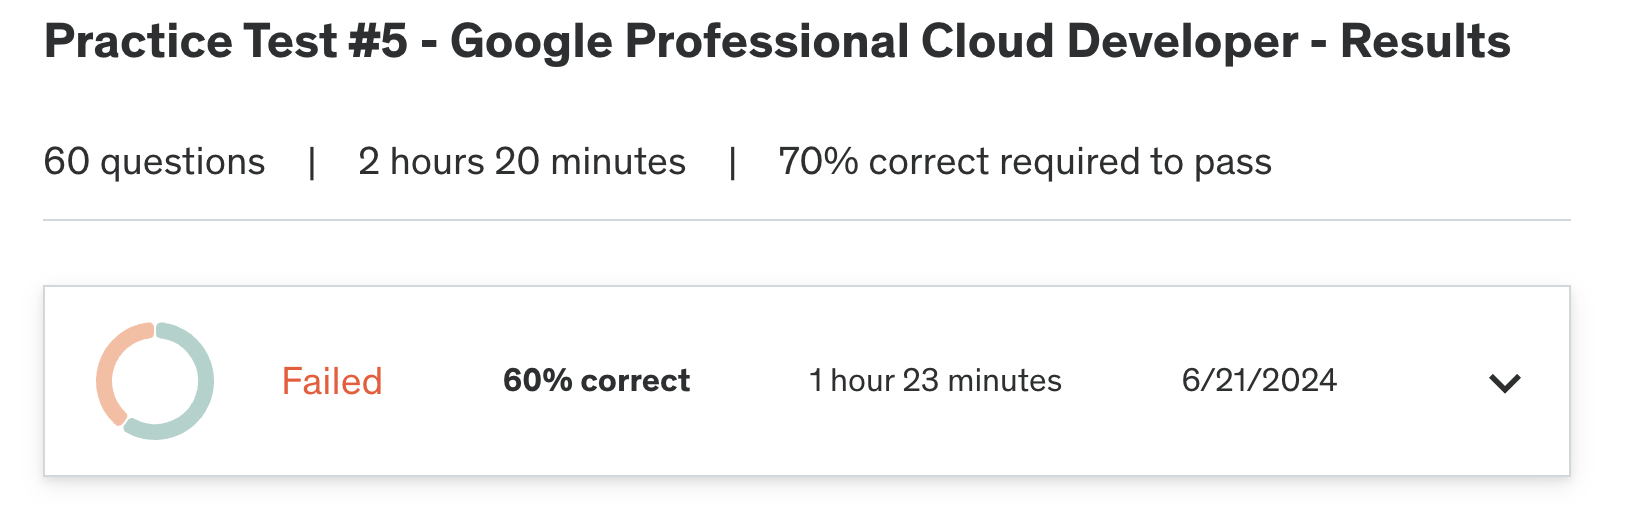 Practice Test #5 - Google Professional Cloud Developer - Results
60 questions | 2 hours 20 minutes | 70% correct required to pass
Failed 60% correct 1 hour 23 minutes 6/21/2024